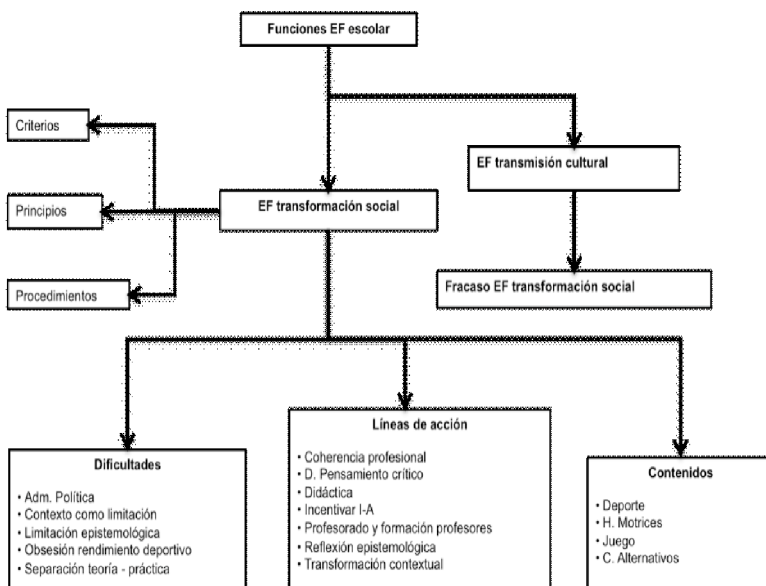 Funciones EF escolar
Criterios
EF transmisión cultural
Principios
EF transformación social
Procedimientos
Fracaso EF transformación social
Dificultades
• Adm. Política
• Contexto como limitación
• Limitación epistemológica
• Obsesión rendimiento deportivo
• Separación teoría - práctica
Líneas de acción
• Coherencia profesional
• D. Pensamiento crítico
• Didáctica
• Incentivar I-A
• Profesorado y formación profesores
• Reflexión epistemológica
• Transformación contextual
Contenidos
• Deporte
• H. Motrices
• Juego
• C. Alternativos